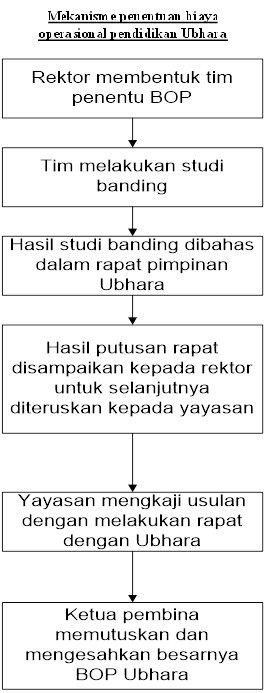 Mekanisme penentuan biaya
operasional pendidikan Ubhara
Rektor membentuk tim
penentu BOP
Tim melakukan studi
banding
Hasil studi banding dibahas
dalam rapat pimpinan
Ubhara
Hasil putusan rapat
disampaikan kepada rektor
untuk selanjutnya
diteruskan kepada yayasan
Yayasan mengkaji usulan
dengan melakukan rapat
dengan Ubhara
Ketua pembina
memutuskan dan
mengesahkan besarnya
BOP Ubhara